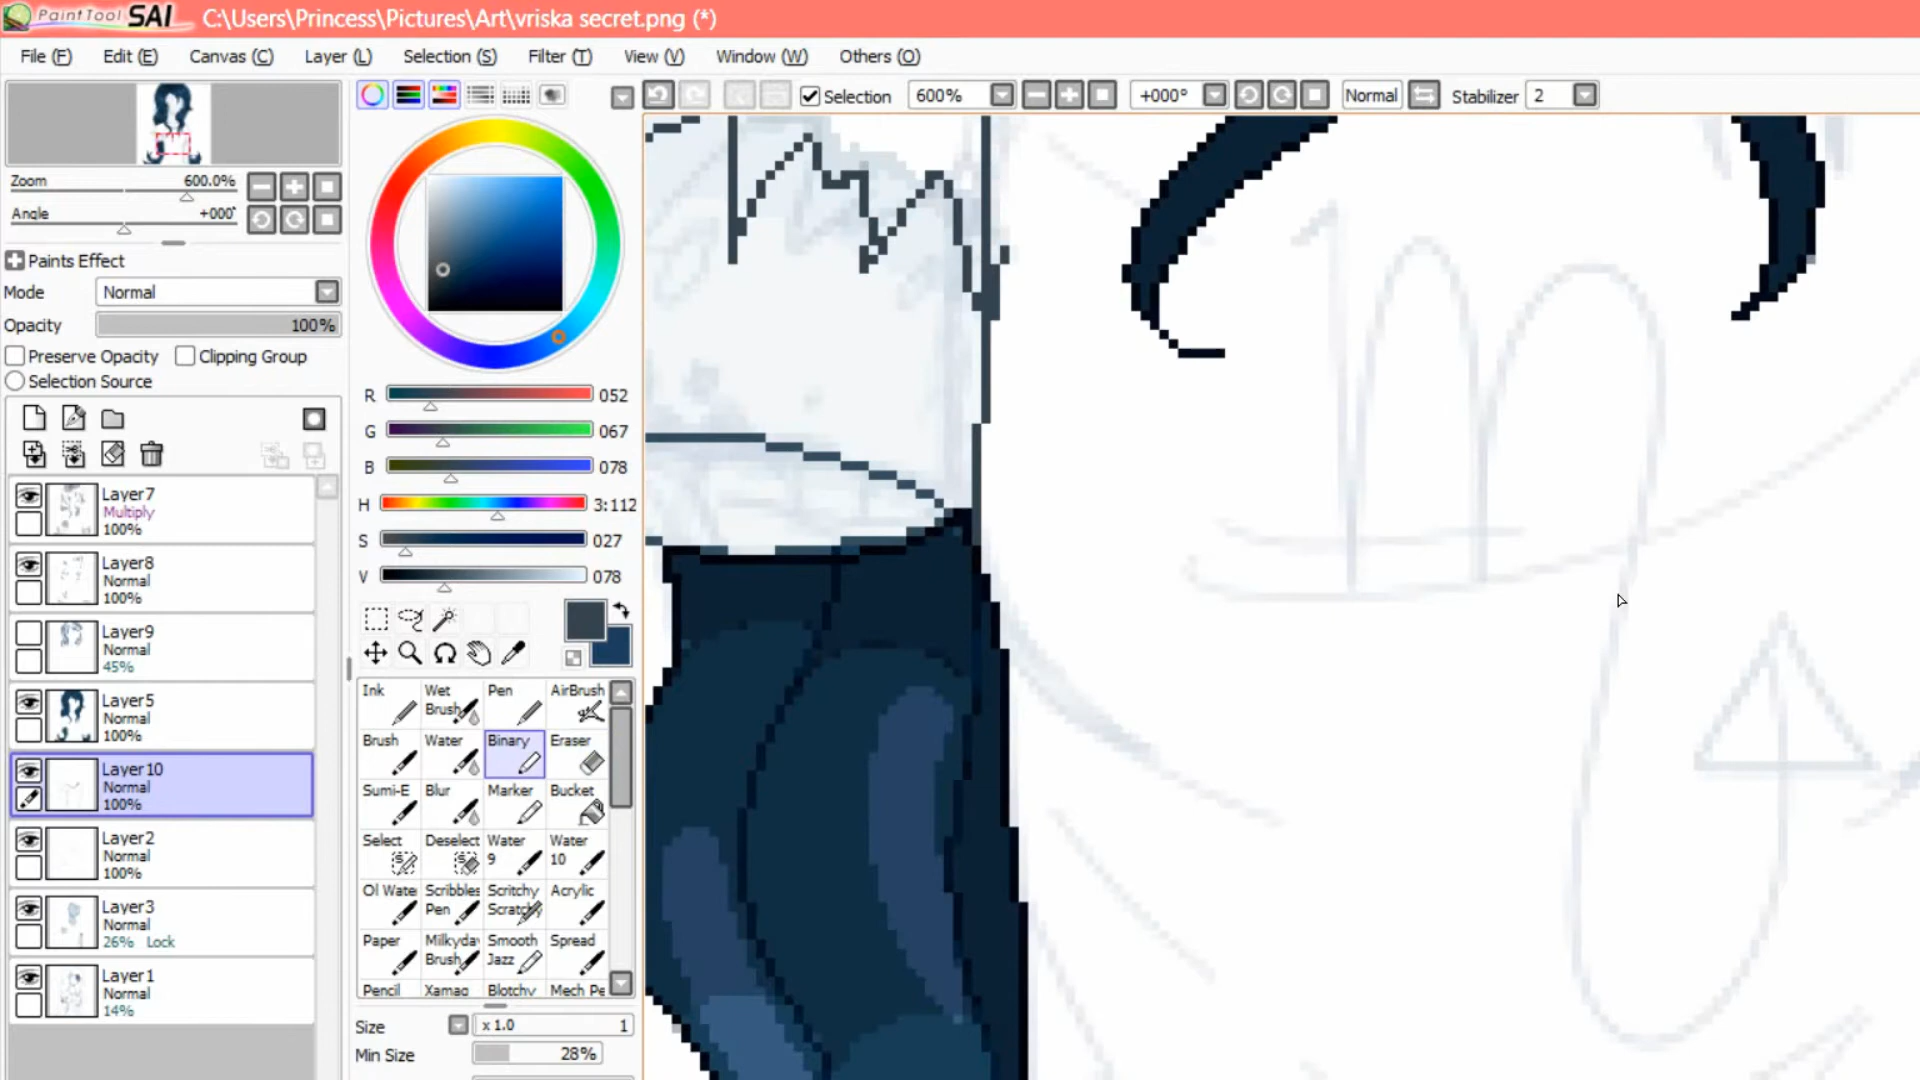 PaintTool SAI C:\Users\Princess\Pictures\Art\vriska secret.png (*)
File (F) Edit (E) Canvas (C) Layer (L) Selection (S) Filter (T) View (V) Window (W) Others (O)
Selection 600% +000° Normal Stabilizer 2
Zoom 600.0%
Angle +000°
Paints Effect
Mode Normal
Opacity 100%
Preserve Opacity Clipping Group
Selection Source
Layer7
Multiply
100%
Layer8
Normal
100%
Layer9
Normal
45%
Layer5
Normal
100%
Layer10
Normal
100%
Layer2
Normal
100%
Layer3
Normal
26% Lock
Layer1
Normal
14%
R 052
G 067
B 078
H 3:112
S 027
V 078
Ink Wet Brush Pen AirBrush
Brush Water Binary Eraser
Sumi-E Blur Marker Bucket
Select Deselect Water 9 Water 10
Ol Wate Scribbles Pen Scritchy Scratchy Acrylic
Paper Milkyday Brush Smooth Jazz Spread
Pencil Xamag Blotchy Mech Pe
Size x 1.0 1
Min Size 28%